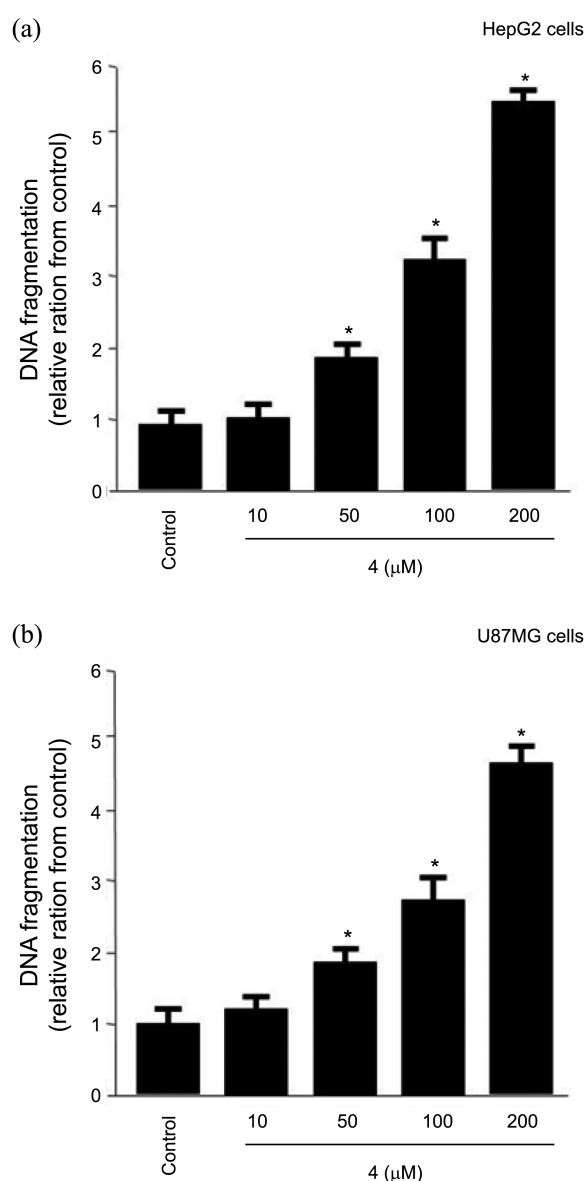 (a)
HepG2 cells
DNA fragmentation
(relative ration from control)
6
5
4
3
2
1
0
*
*
*
Control
10
50
100
200
4 (μM)
(b)
U87MG cells
DNA fragmentation
(relative ration from control)
6
5
4
3
2
1
0
*
*
*
Control
10
50
100
200
4 (μM)